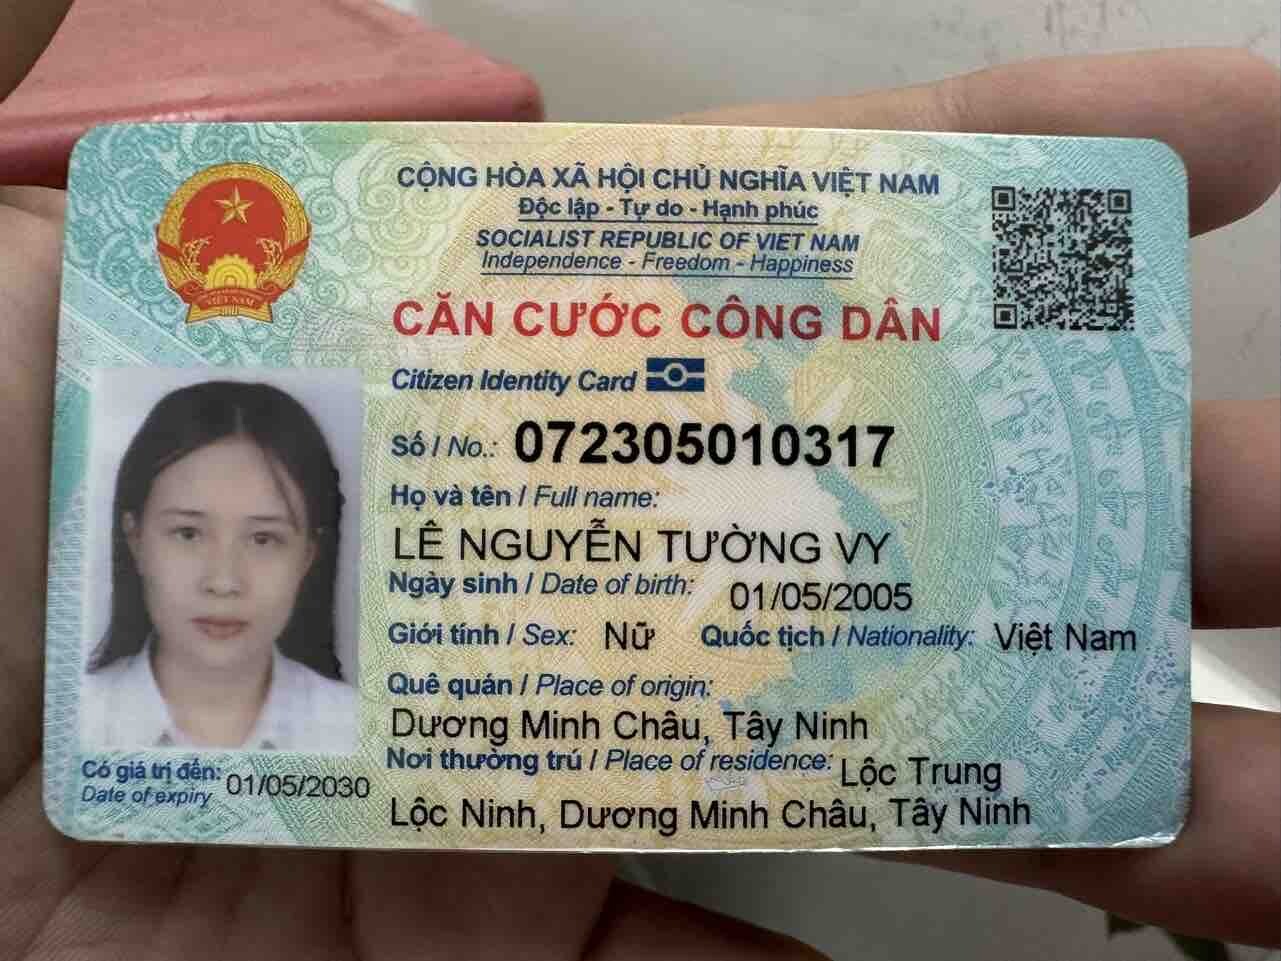 CỘNG HÒA XÃ HỘI CHỦ NGHĨA VIỆT NAM
Độc lập - Tự do - Hạnh phúc
SOCIALIST REPUBLIC OF VIET NAM
Independence - Freedom - Happiness
VIỆT NAM
CĂN CƯỚC CÔNG DÂN
Citizen Identity Card
Số / No.: 072305010317
Họ và tên / Full name:
LÊ NGUYỄN TƯỜNG VY
Ngày sinh / Date of birth: 01/05/2005
Giới tính / Sex: Nữ Quốc tịch / Nationality: Việt Nam
Quê quán / Place of origin:
Dương Minh Châu, Tây Ninh
Nơi thường trú / Place of residence: Lộc Trung
Lộc Ninh, Dương Minh Châu, Tây Ninh
Có giá trị đến: 01/05/2030
Date of expiry